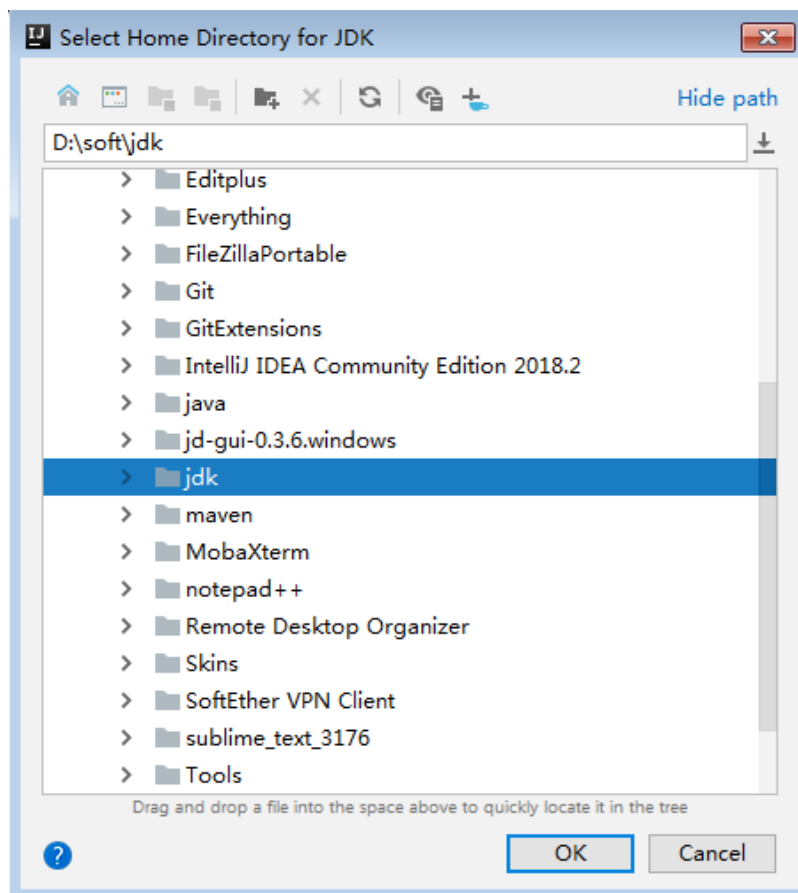 IJ Select Home Directory for JDK
Hide path
D:\soft\jdk
Editplus
Everything
FileZillaPortable
Git
GitExtensions
IntelliJ IDEA Community Edition 2018.2
java
jd-gui-0.3.6.windows
jdk
maven
MobaXterm
notepad++
Remote Desktop Organizer
Skins
SoftEther VPN Client
sublime_text_3176
Tools
Drag and drop a file into the space above to quickly locate it in the tree
? OK Cancel